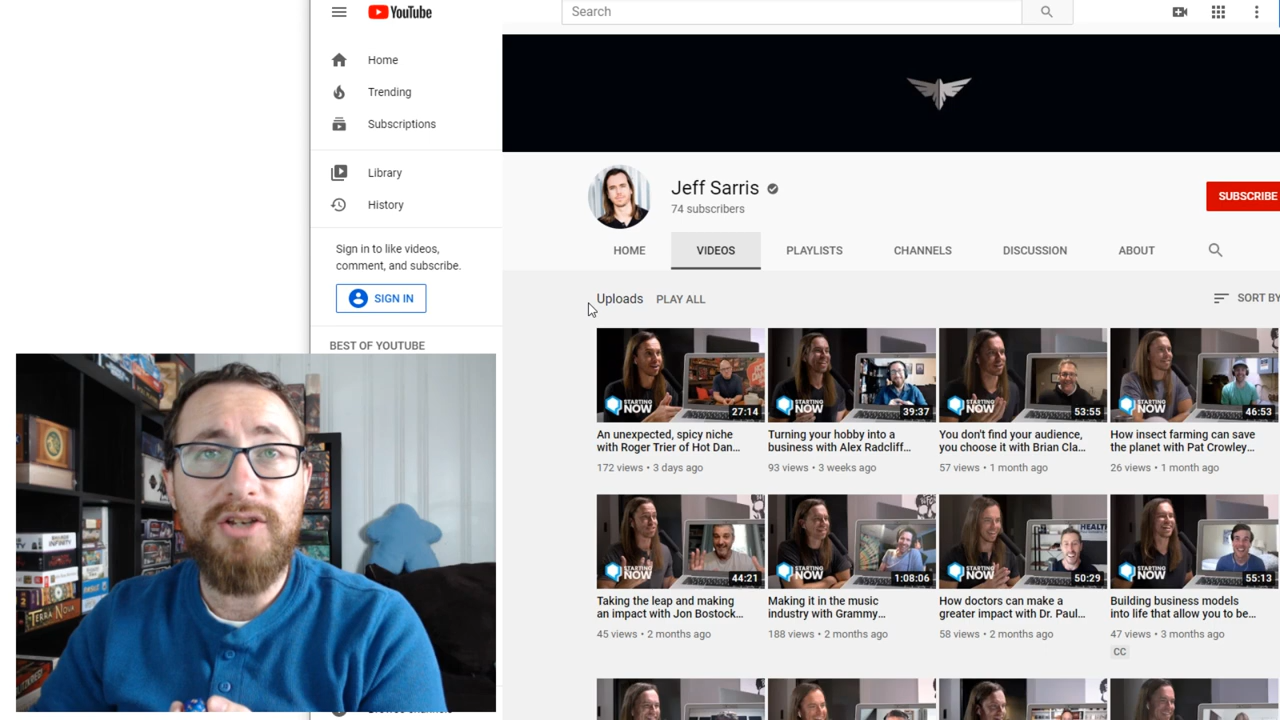 YouTube
Search
Home
Trending
Subscriptions
Library
History
Sign in to like videos,
comment, and subscribe.
SIGN IN
BEST OF YOUTUBE
Jeff Sarris
74 subscribers
SUBSCRIBE
HOME VIDEOS PLAYLISTS CHANNELS DISCUSSION ABOUT
Uploads PLAY ALL
SORT BY
STARTING NOW 27:14
STARTING NOW 39:37
STARTING NOW 53:55
STARTING NOW 46:53
An unexpected, spicy niche
with Roger Trier of Hot Dan...
172 views • 3 days ago
Turning your hobby into a
business with Alex Radcliff...
93 views • 3 weeks ago
You don't find your audience,
you choose it with Brian Cla...
57 views • 1 month ago
How insect farming can save
the planet with Pat Crowley...
26 views • 1 month ago
STARTING NOW 44:21
STARTING NOW 1:08:06
HEALT
STARTING NOW 50:29
STARTING NOW 55:13
Taking the leap and making
an impact with Jon Bostock...
45 views • 2 months ago
Making it in the music
industry with Grammy...
188 views • 2 months ago
How doctors can make a
greater impact with Dr. Paul...
58 views • 2 months ago
Building business models
into life that allow you to be...
47 views • 3 months ago
CC
INFINITY
TERRA NOVA